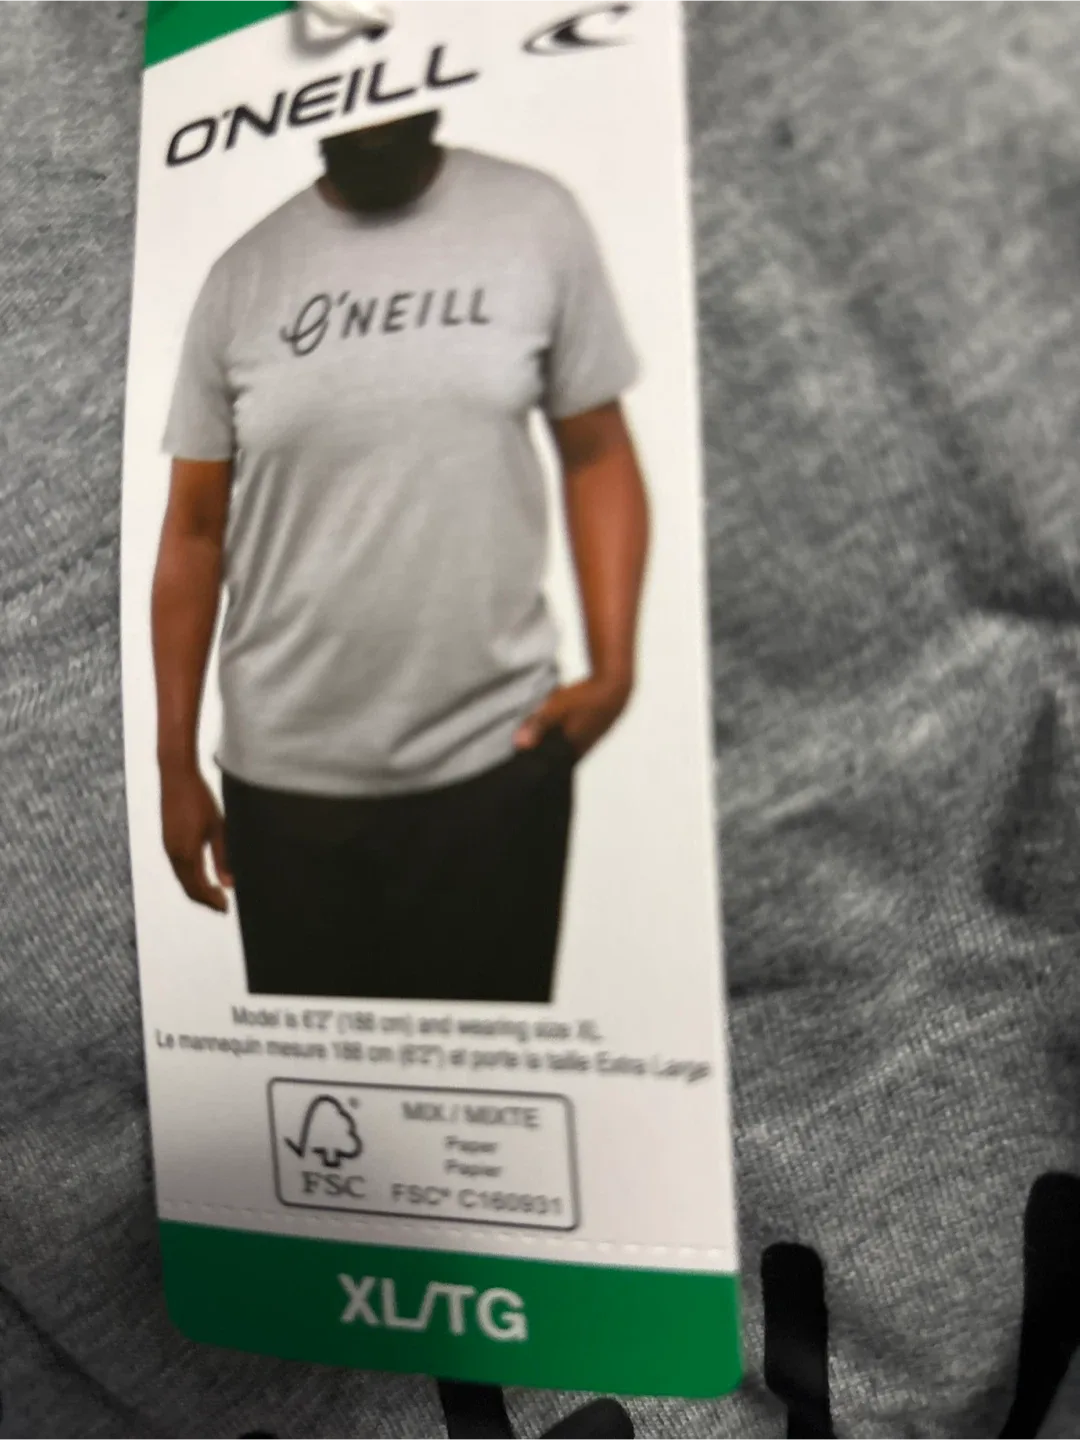 O'NEILL
O'NEILL
Model is 6'2" (188 cm) and wearing size XL
Le mannequin mesure 188 cm (6'2") et porte la taille Extra Large
MIX / MIXTE
Paper
Papier
FSC
FSC® C160931
XL/TG